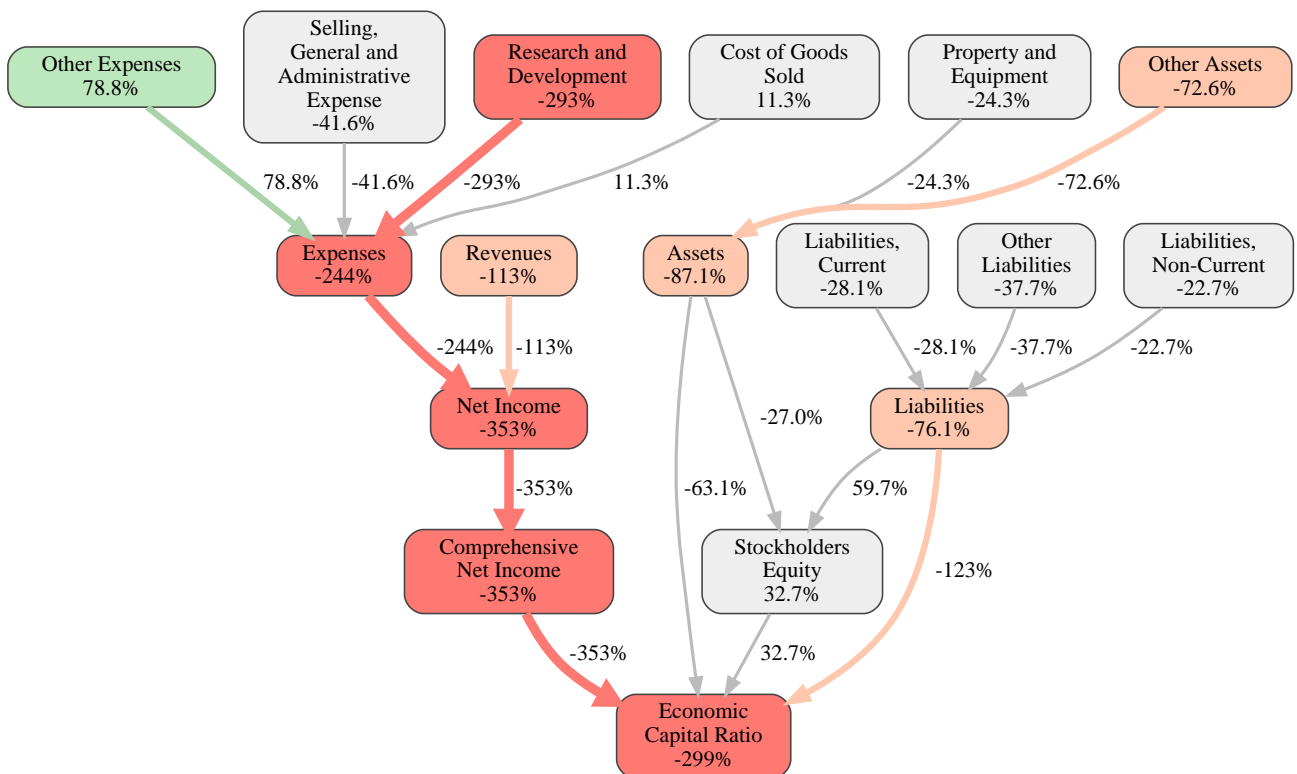 Other Expenses
78.8%
Selling,
General and
Administrative
Expense
-41.6%
Research and
Development
-293%
Cost of Goods
Sold
11.3%
Property and
Equipment
-24.3%
Other Assets
-72.6%
78.8%
-41.6%
-293%
11.3%
-24.3%
-72.6%
Expenses
-244%
Revenues
-113%
Assets
-87.1%
Liabilities,
Current
-28.1%
Other
Liabilities
-37.7%
Liabilities,
Non-Current
-22.7%
-244%
-113%
-28.1%
-37.7%
-22.7%
Net Income
-353%
Liabilities
-76.1%
-27.0%
-353%
-63.1%
59.7%
Comprehensive
Net Income
-353%
Stockholders
Equity
32.7%
-123%
-353%
32.7%
Economic
Capital Ratio
-299%